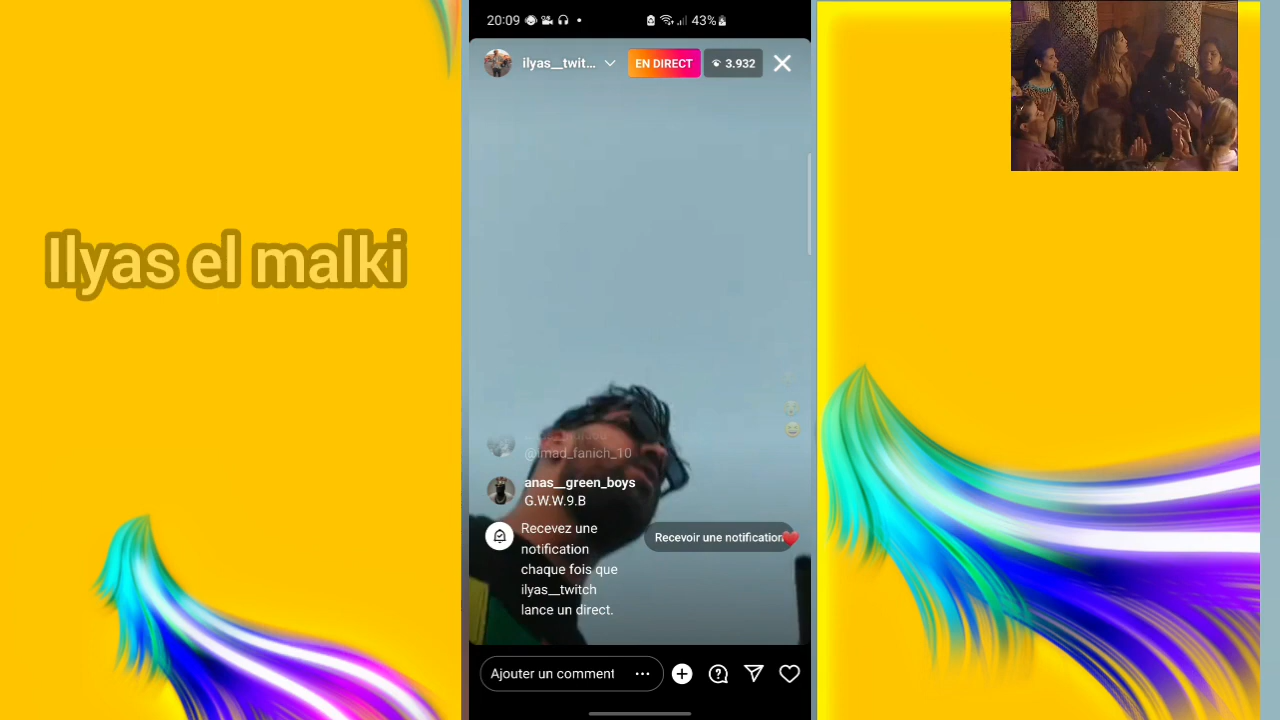 20:09
43%
ilyas__twit...
EN DIRECT
3.932
Ilyas el malki
@imad_fanich_10
anas__green_boys
G.W.W.9.B
Recevez une
notification
chaque fois que
ilyas__twitch
lance un direct.
Recevoir une notification
Ajouter un comment